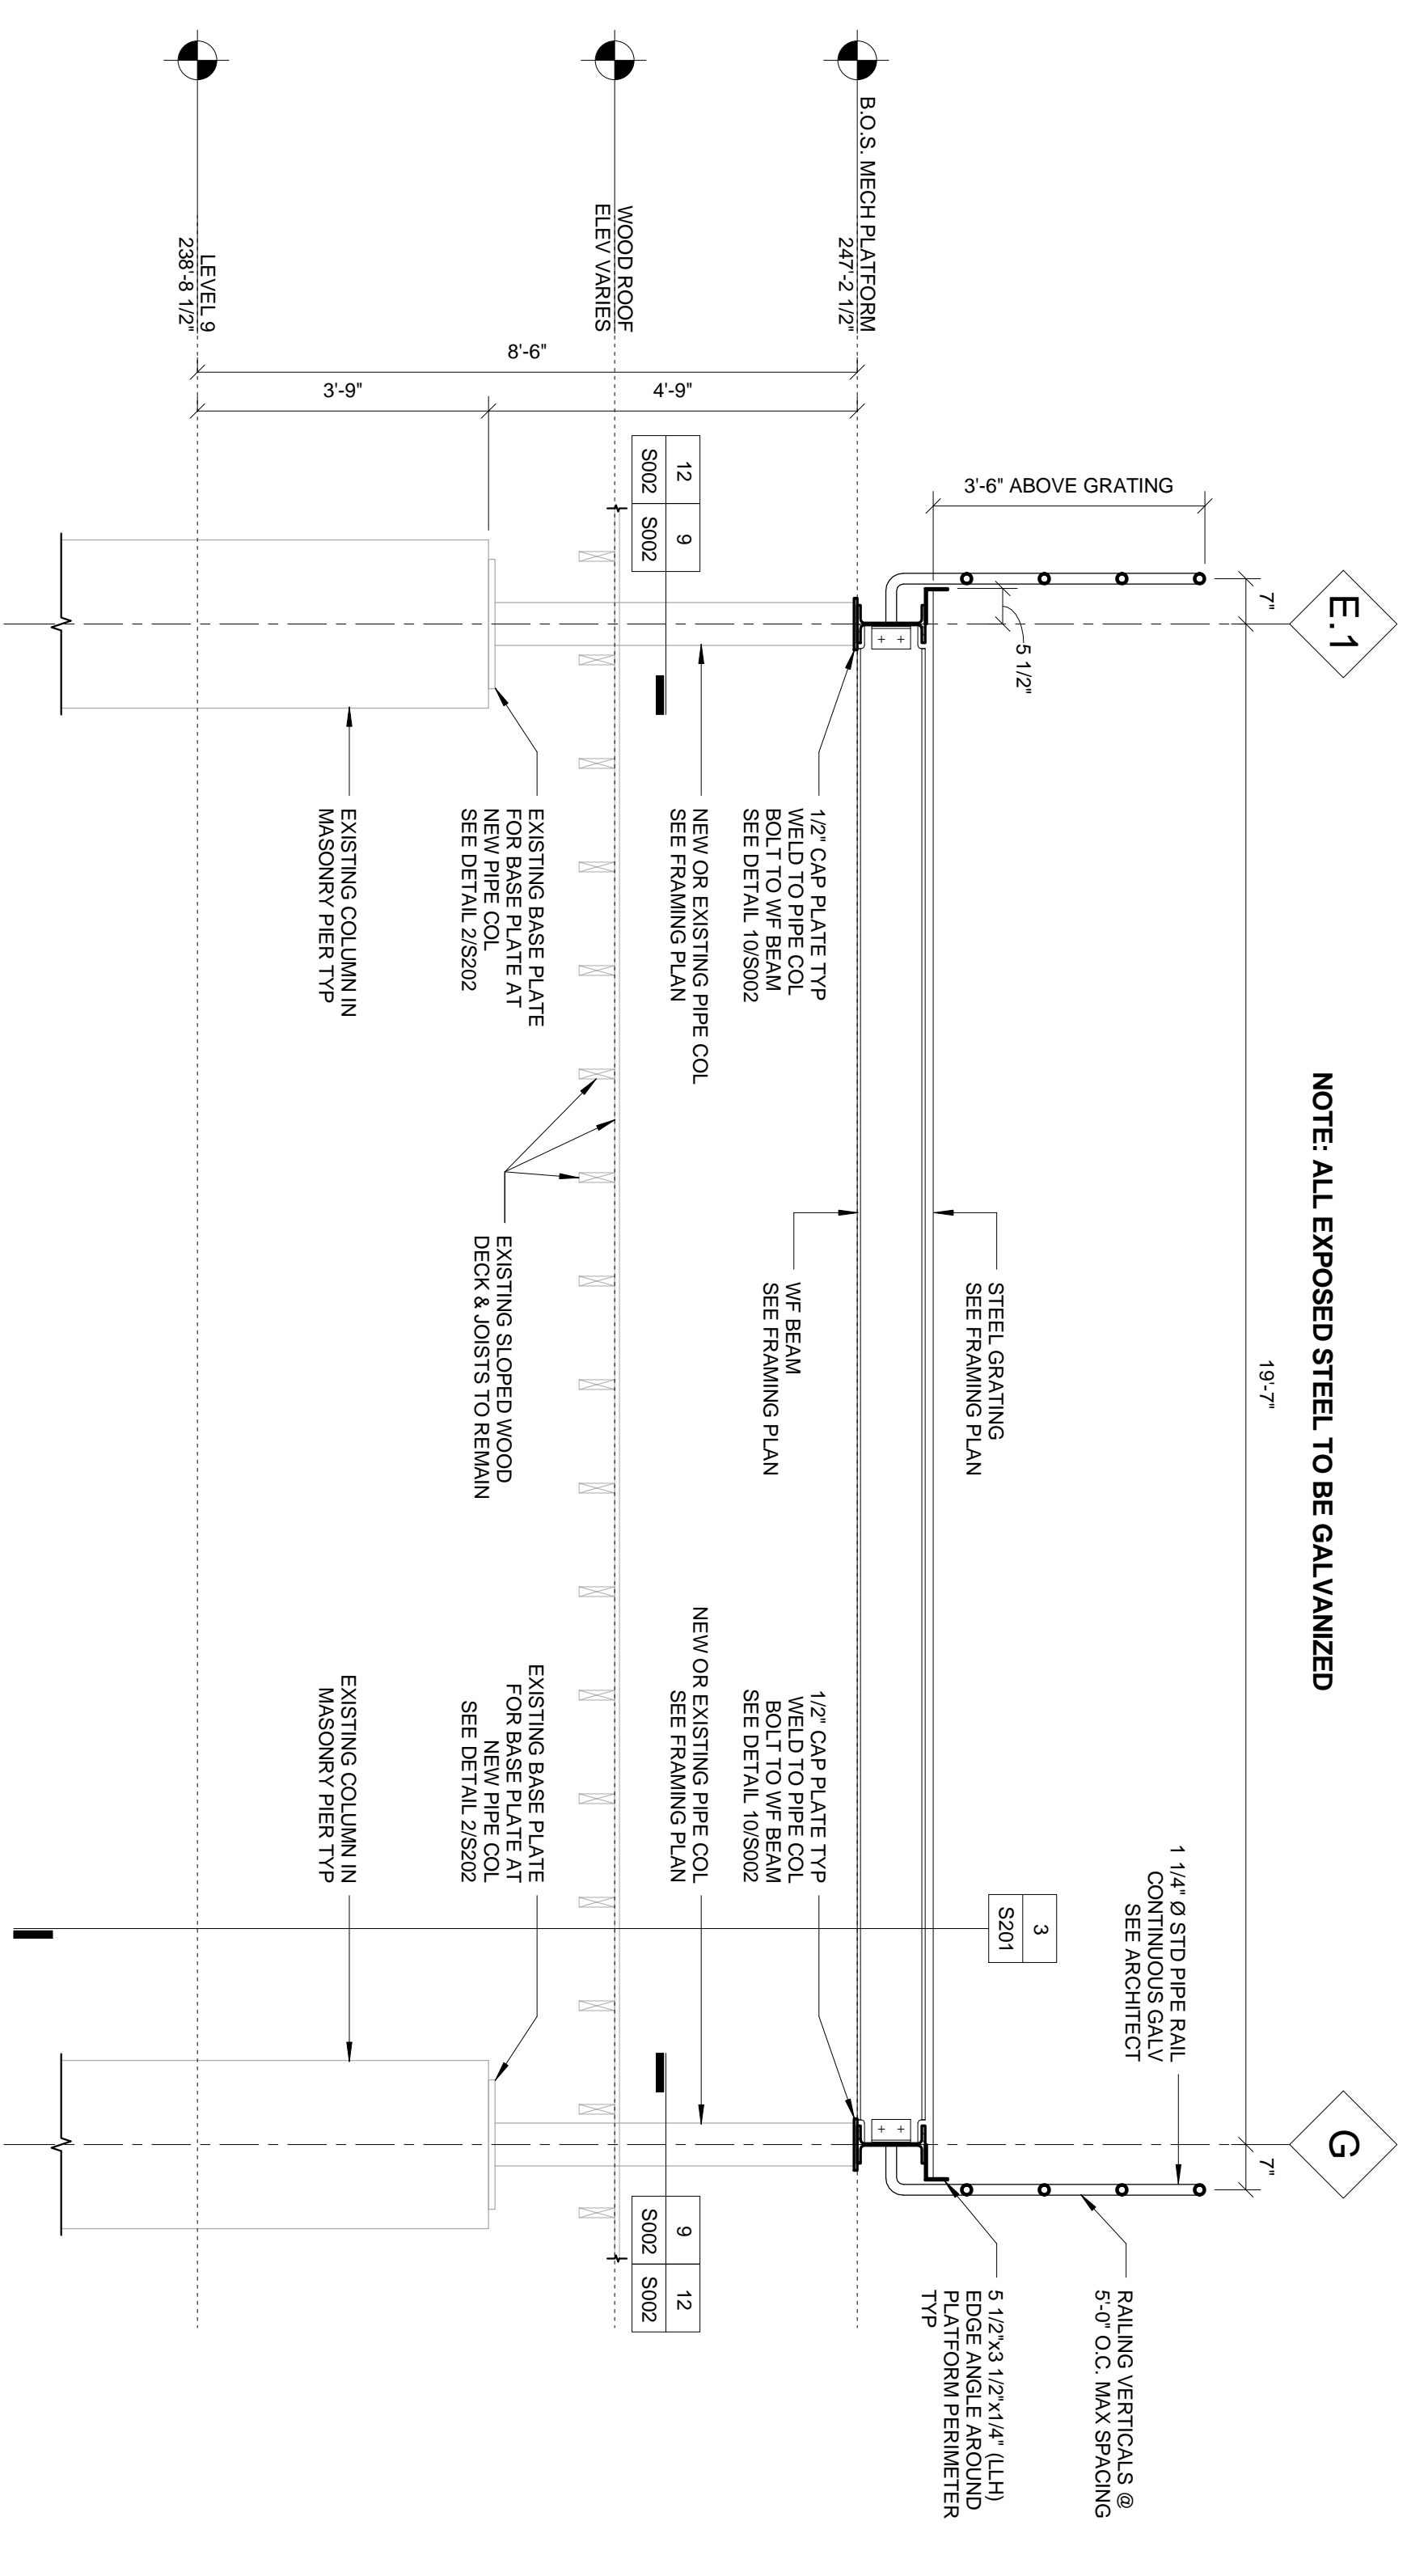 NOTE: ALL EXPOSED STEEL TO BE GALVANIZED
E.1
G
7"
19'-7"
7"
3'-6" ABOVE GRATING
5 1/2"
1 1/4" Ø STD PIPE RAIL
CONTINUOUS GALV
SEE ARCHITECT
RAILING VERTICALS @
5'-0" O.C. MAX SPACING
STEEL GRATING
SEE FRAMING PLAN
3
S201
5 1/2"x3 1/2"x1/4" (LLH)
EDGE ANGLE AROUND
PLATFORM PERIMETER
TYP
B.O.S. MECH PLATFORM
247'-2 1/2"
1/2" CAP PLATE TYP
WELD TO PIPE COL
BOLT TO WF BEAM
SEE DETAIL 10/S002
WF BEAM
SEE FRAMING PLAN
1/2" CAP PLATE TYP
WELD TO PIPE COL
BOLT TO WF BEAM
SEE DETAIL 10/S002
8'-6"
4'-9"
3'-9"
12
S002
9
S002
NEW OR EXISTING PIPE COL
SEE FRAMING PLAN
NEW OR EXISTING PIPE COL
SEE FRAMING PLAN
9
S002
12
S002
WOOD ROOF
ELEV VARIES
EXISTING BASE PLATE
FOR BASE PLATE AT
NEW PIPE COL
SEE DETAIL 2/S202
EXISTING SLOPED WOOD
DECK & JOISTS TO REMAIN
EXISTING BASE PLATE
FOR BASE PLATE AT
NEW PIPE COL
SEE DETAIL 2/S202
EXISTING COLUMN IN
MASONRY PIER TYP
EXISTING COLUMN IN
MASONRY PIER TYP
LEVEL 9
238'-8 1/2"